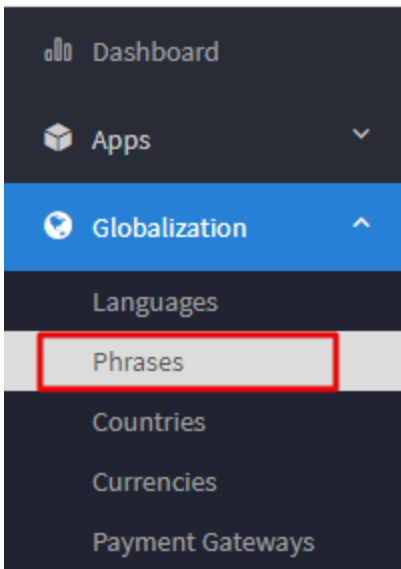 Dashboard
Apps
Globalization
Languages
Phrases
Countries
Currencies
Payment Gateways